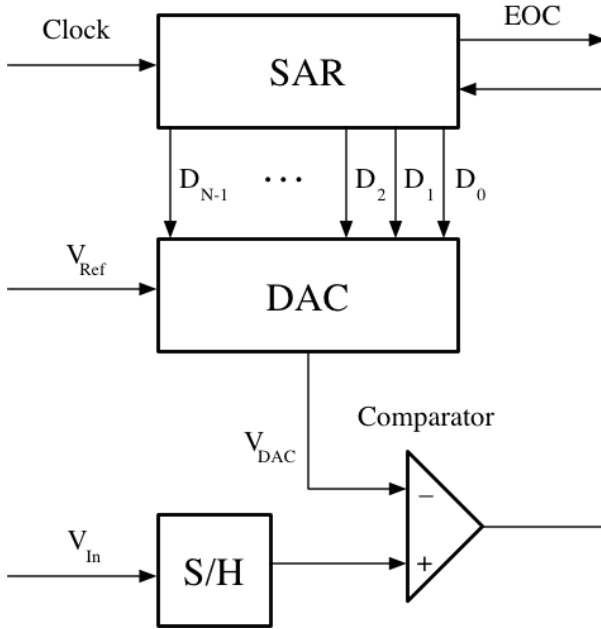 Clock
EOC
SAR
D_N-1 ... D_2 D_1 D_0
V_Ref
DAC
Comparator
V_DAC
−
V_In
S/H
+